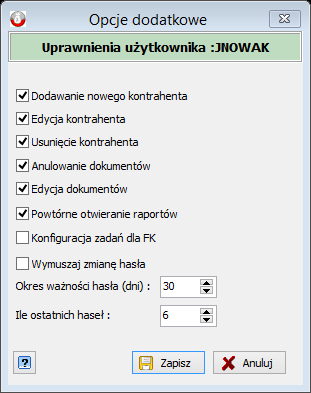 Opcje dodatkowe
Uprawnienia użytkownika :JNOWAK
Dodawanie nowego kontrahenta
Edycja kontrahenta
Usunięcie kontrahenta
Anulowanie dokumentów
Edycja dokumentów
Powtórne otwieranie raportów
Konfiguracja zadań dla FK
Wymuszaj zmianę hasła
Okres ważności hasła (dni) : 30
Ile ostatnich haseł : 6
? Zapisz Anuluj